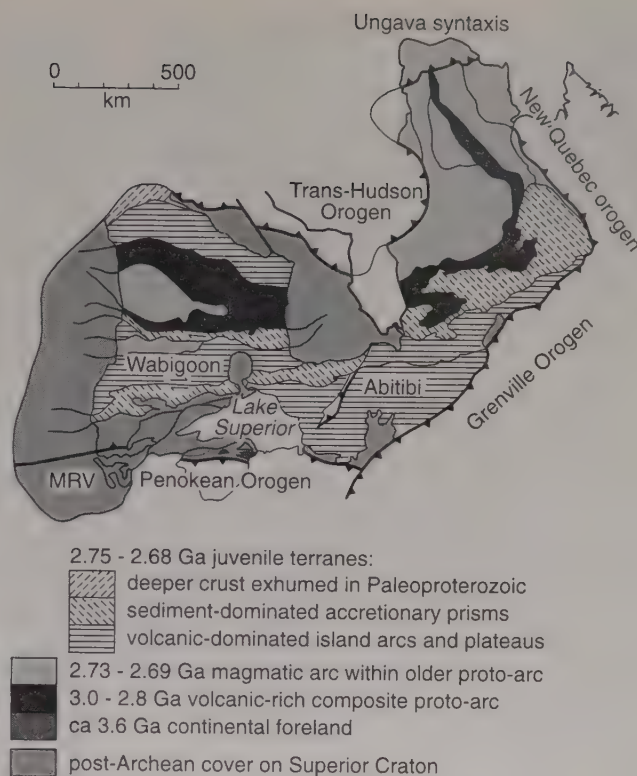 Ungava syntaxis
0 500
km
New Quebec orogen
Trans-Hudson
Orogen
Wabigoon
Abitibi
Lake
Superior
Grenville Orogen
MRV
Penokean Orogen
2.75 - 2.68 Ga juvenile terranes:
deeper crust exhumed in Paleoproterozoic
sediment-dominated accretionary prisms
volcanic-dominated island arcs and plateaus
2.73 - 2.69 Ga magmatic arc within older proto-arc
3.0 - 2.8 Ga volcanic-rich composite proto-arc
ca 3.6 Ga continental foreland
post-Archean cover on Superior Craton